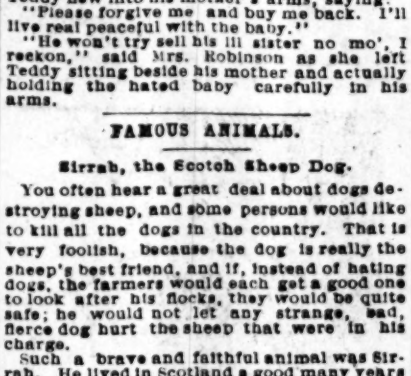 Teddy flew into his mother's arms, saying:
"Please forgive me and buy me back. I'll
live real peaceful with the baby."
"He won't try sell his lil sister no mo', I
reckon," said Mrs. Robinson as she left
Teddy sitting beside his mother and actually
holding the hated baby carefully in his
arms.
FAMOUS ANIMALS.
Sirrah, the Scotch Sheep Dog.
You often hear a great deal about dogs de-
stroying sheep, and some persons would like
to kill all the dogs in the country. That is
very foolish, because the dog is really the
sheep's best friend, and if, instead of hating
dogs, the farmers would each get a good one
to look after his flocks, they would be quite
safe; he would not let any strange, bad,
fierce dog hurt the sheep that were in his
charge.
Such a brave and faithful animal was Sir-
rah. He lived in Scotland a good many years